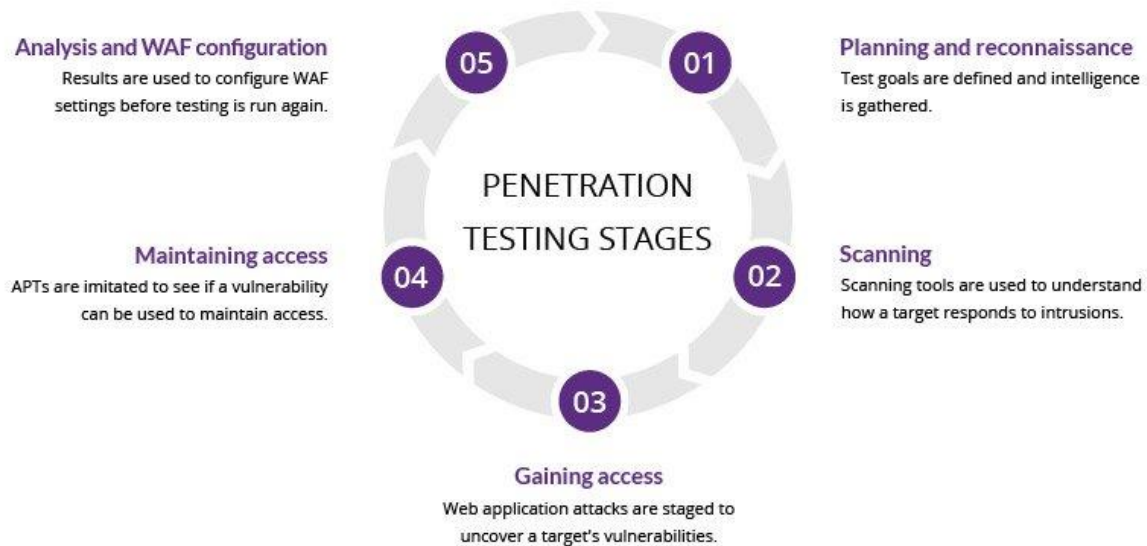 PENETRATION
TESTING STAGES
01
Planning and reconnaissance
Test goals are defined and intelligence
is gathered.
02
Scanning
Scanning tools are used to understand
how a target responds to intrusions.
03
Gaining access
Web application attacks are staged to
uncover a target's vulnerabilities.
04
Maintaining access
APTs are imitated to see if a vulnerability
can be used to maintain access.
05
Analysis and WAF configuration
Results are used to configure WAF
settings before testing is run again.